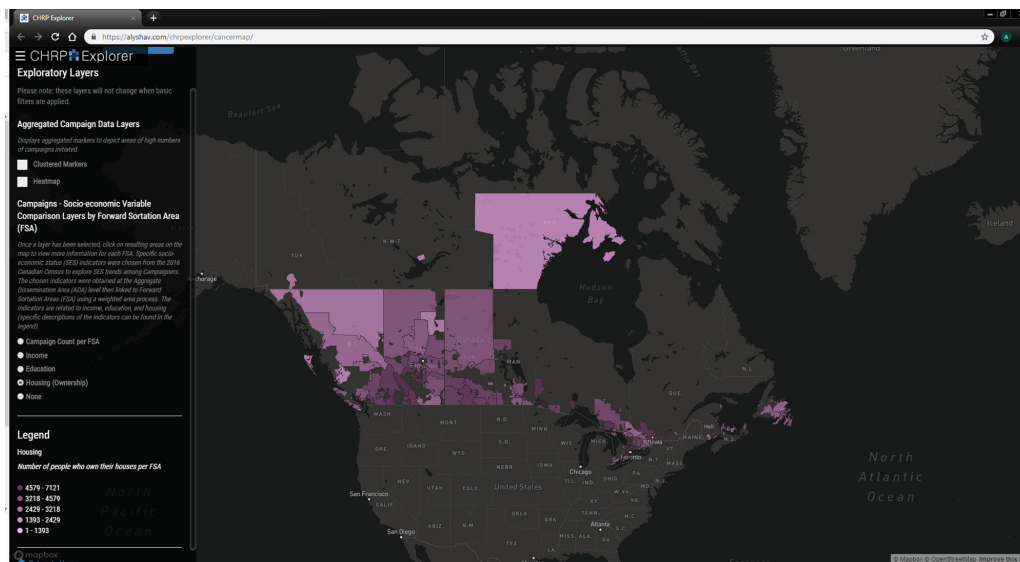 CHRP Explorer
https://alyshav.com/chrpexplorer/cancermap/
A
CHRP Explorer
Exploratory Layers
Please note: these layers will not change when basic
filters are applied.
Aggregated Campaign Data Layers
Displays aggregated markers to depict areas of high numbers
of campaigns initiated.
Clustered Markers
Heatmap
Campaigns - Socio-economic Variable
Comparison Layers by Forward Sortation Area
(FSA)
Once a layer has been selected, click on resulting areas on the
map to view more information for each FSA. Specific socio-
economic status (SES) indicators were chosen from the 2016
Canadian Census to explore SES trends among Campaigners.
The chosen indicators were obtained at the Aggregate
Dissemination Area (ADA) level then linked to Forward
Sortation Areas (FSA) using a weighted area process. The
indicators are related to income, education, and housing
(specific descriptions of the indicators can be found in the
legend).
Campaign Count per FSA
Income
Education
Housing (Ownership)
None
Legend
Housing
Number of people who own their houses per FSA
4579 - 7121
3218 - 4579
2429 - 3218
1393 - 2429
1 - 1393
mapbox
Greenland
Baffin Bay
Beaufort Sea
Iceland
YUK.
N.W.T.
Hudson
Bay
Canada
MAN.
N.L.
QUE.
WASH.
MONT.
N.D.
MINN.
Ottawa
MAINE
N.S.
ORE.
IDAHO
WYO.
S.D.
WIS.
MICH.
Toronto
VT.
N.Y.
MASS.
NEBR.
IOWA
Chicago
PA.
NEV.
UTAH
COLO.
United States
ILL.
IND.
OHIO
MD.
N.J.
W.VA.
San Francisco
CALIF.
KY.
VA.
OKLA.
TENN.
N.C.
ARIZ.
N.M.
ARK.
Atlanta
S.C.
San Diego
MISS.
ALA.
GA.
TEX.
LA.
North
Pacific
Ocean
North
Atlantic
Ocean
© Mapbox © OpenStreetMap Improve this